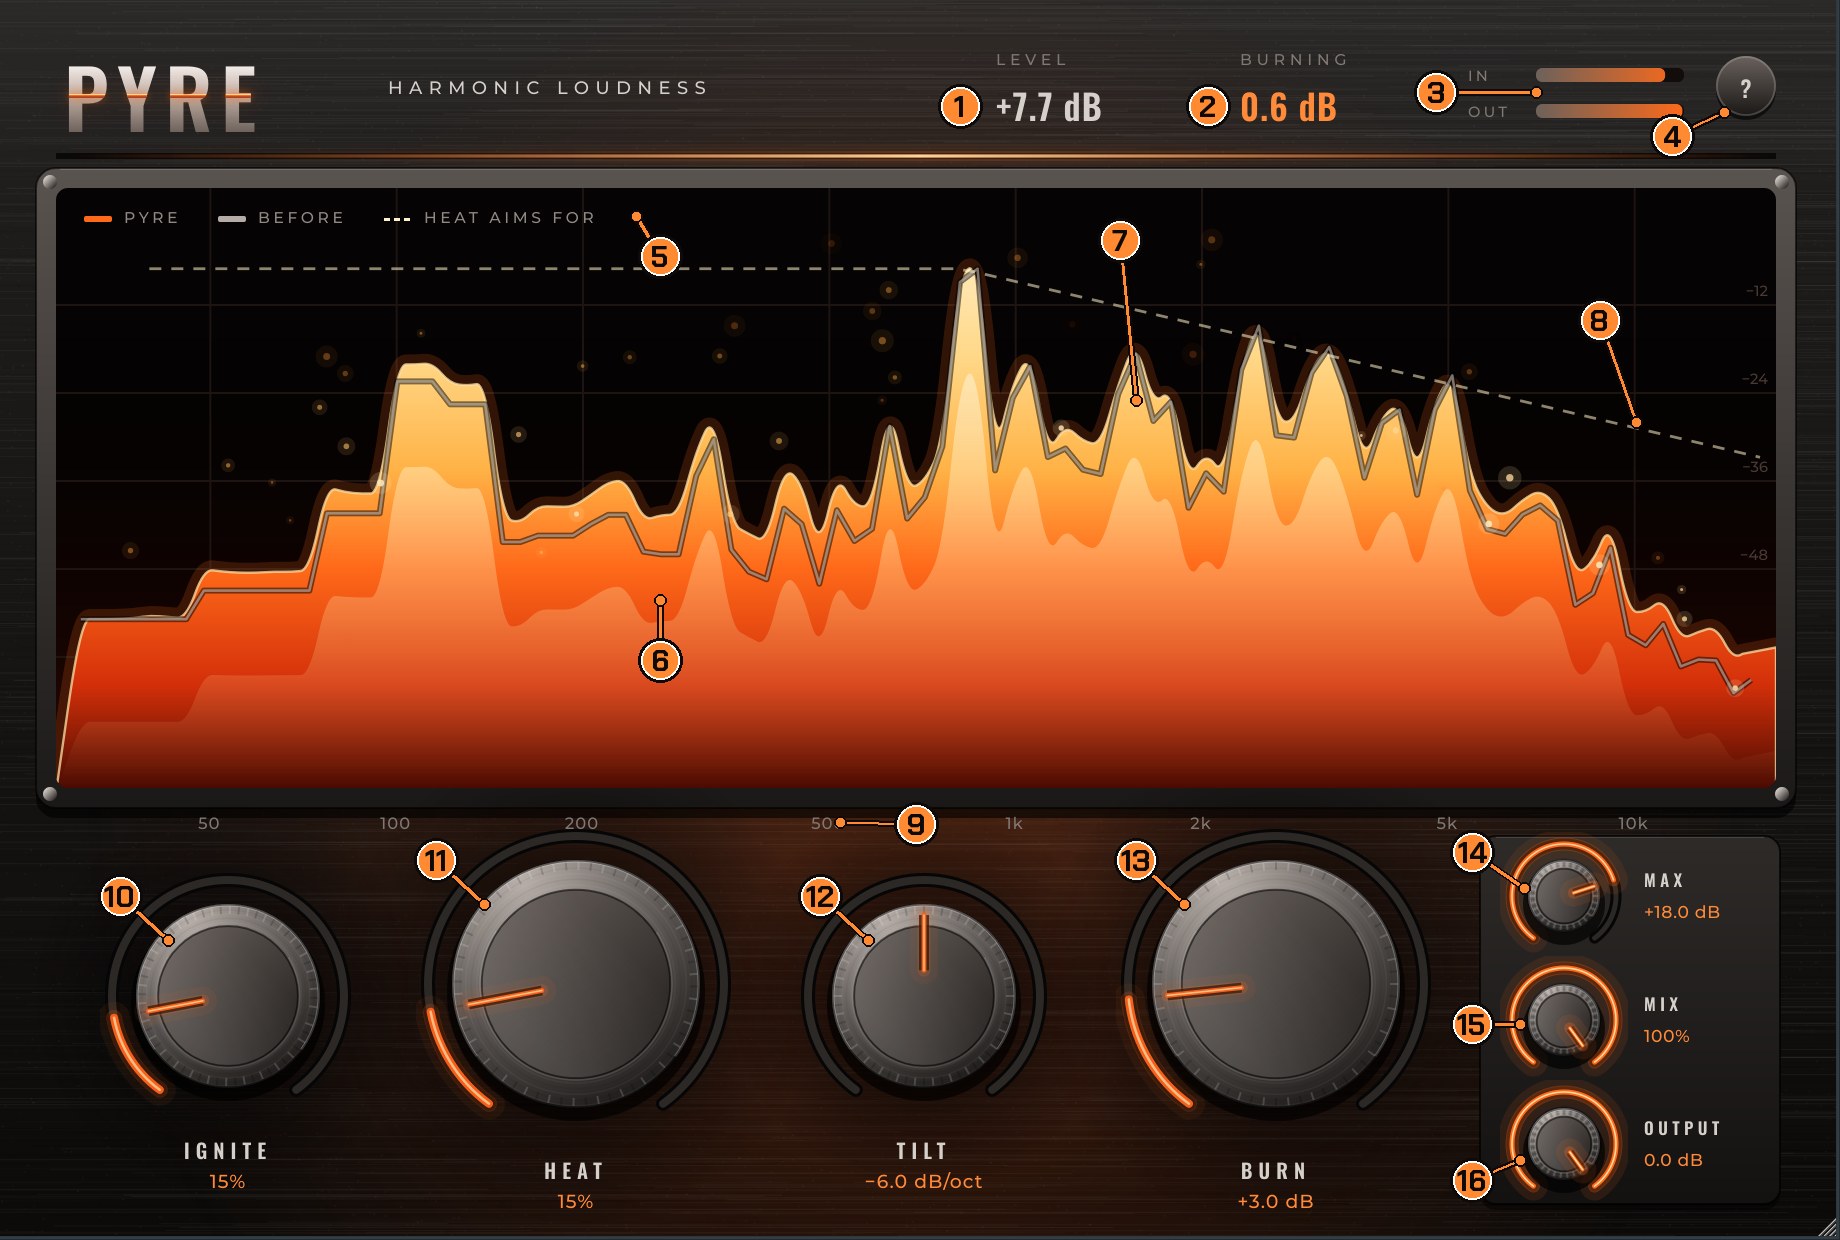 PYRE
HARMONIC LOUDNESS
LEVEL
1 +7.7 dB
BURNING
2 0.6 dB
3 IN
OUT
?
4
PYRE BEFORE HEAT AIMS FOR
5
7
-12
8
-24
-36
-48
6
50 100 200 50 9 1k 2k 5k 10k
10
11
12
13
14
MAX
+18.0 dB
15
MIX
100%
16
OUTPUT
0.0 dB
IGNITE
15%
HEAT
15%
TILT
−6.0 dB/oct
BURN
+3.0 dB